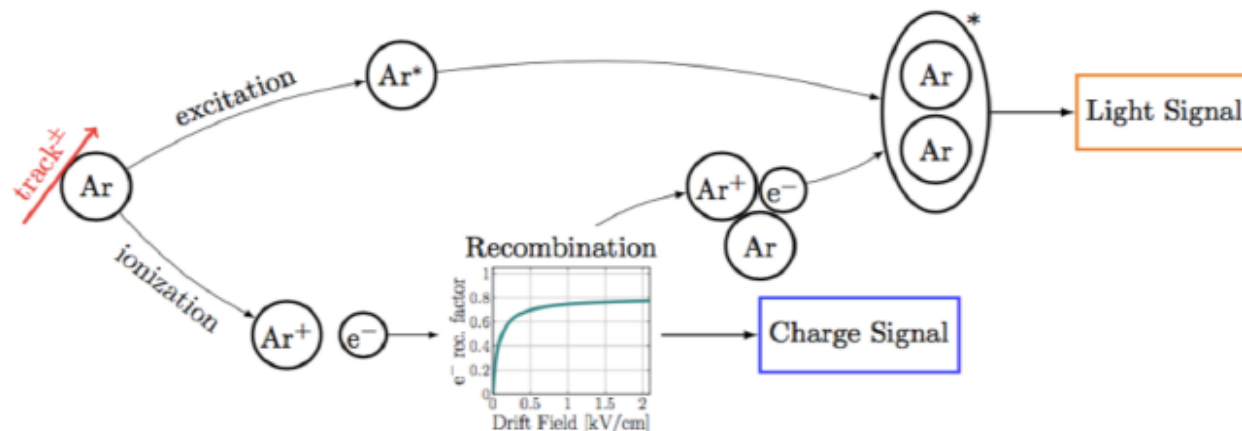 track±
Ar
excitation
Ar*
*
Ar
Ar
Light Signal
ionization
Ar+
e−
Recombination
e− rec. factor
1
0.8
0.6
0.4
0.2
0
0
0.5
1
1.5
2
Drift Field [kV/cm]
Ar+
e−
Ar
Charge Signal